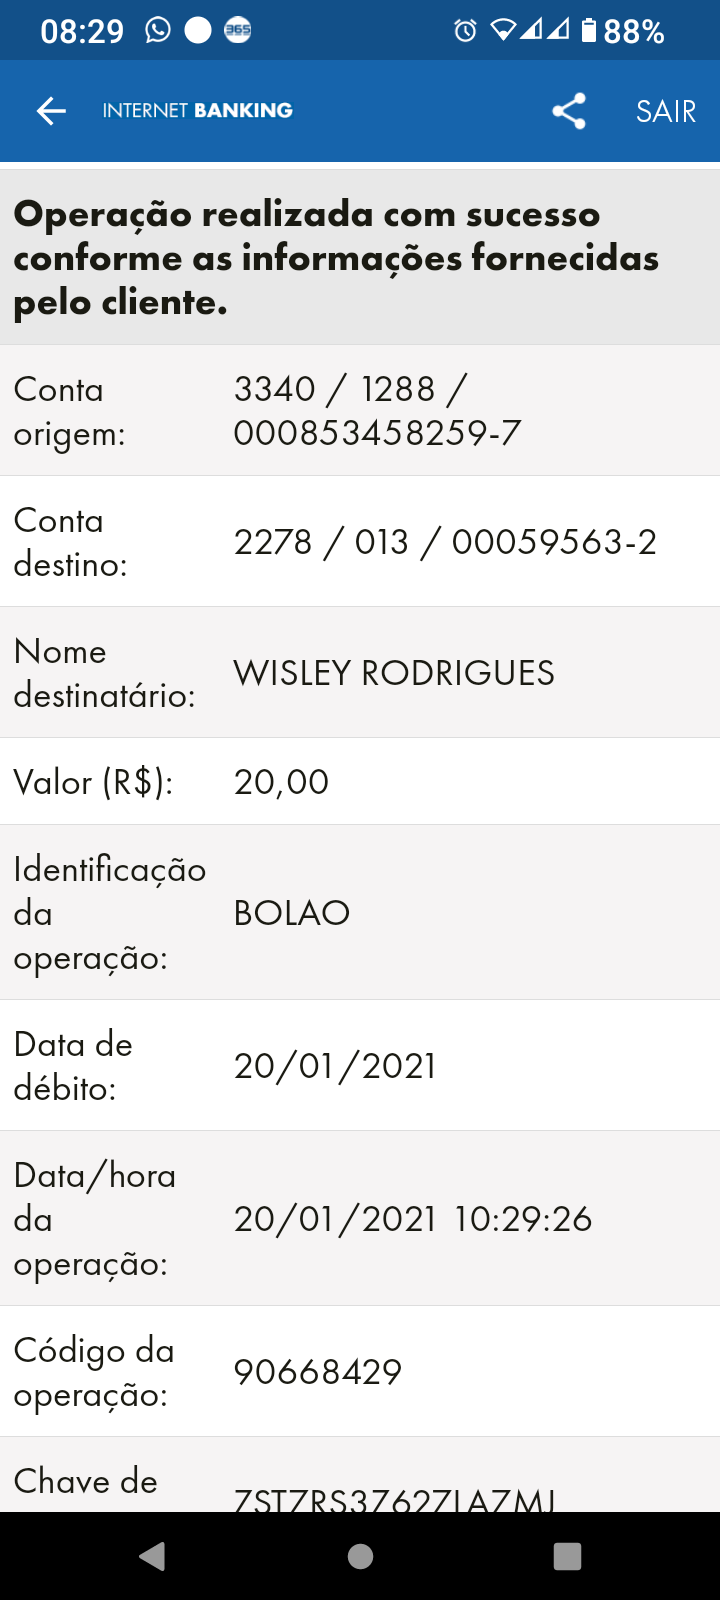 08:29 365 88%
INTERNET BANKING SAIR
Operação realizada com sucesso
conforme as informações fornecidas
pelo cliente.
Conta
origem:
3340 / 1288 /
000853458259-7
Conta
destino:
2278 / 013 / 00059563-2
Nome
destinatário:
WISLEY RODRIGUES
Valor (R$):
20,00
Identificação
da
operação:
BOLAO
Data de
débito:
20/01/2021
Data/hora
da
operação:
20/01/2021 10:29:26
Código da
operação:
90668429
Chave de